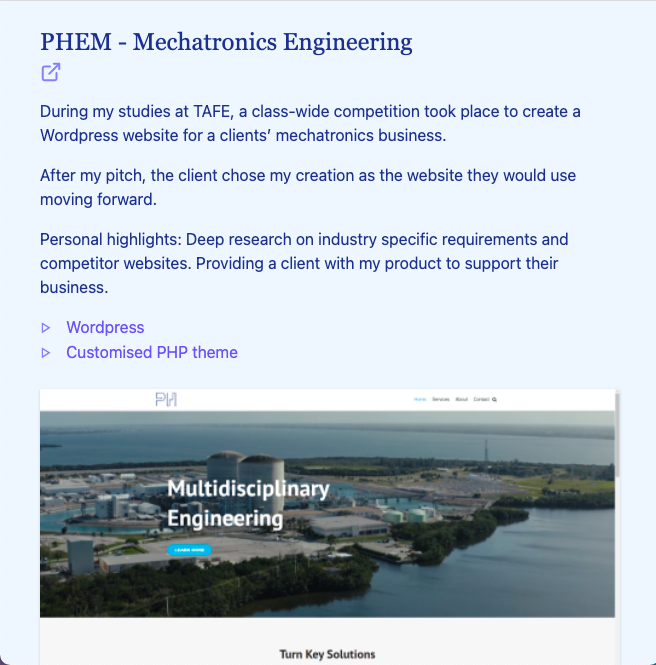 PHEM - Mechatronics Engineering
During my studies at TAFE, a class-wide competition took place to create a
Wordpress website for a clients’ mechatronics business.
After my pitch, the client chose my creation as the website they would use
moving forward.
Personal highlights: Deep research on industry specific requirements and
competitor websites. Providing a client with my product to support their
business.
Wordpress
Customised PHP theme
PH
Home Services About Contact
Multidisciplinary
Engineering
LEARN MORE
Turn Key Solutions